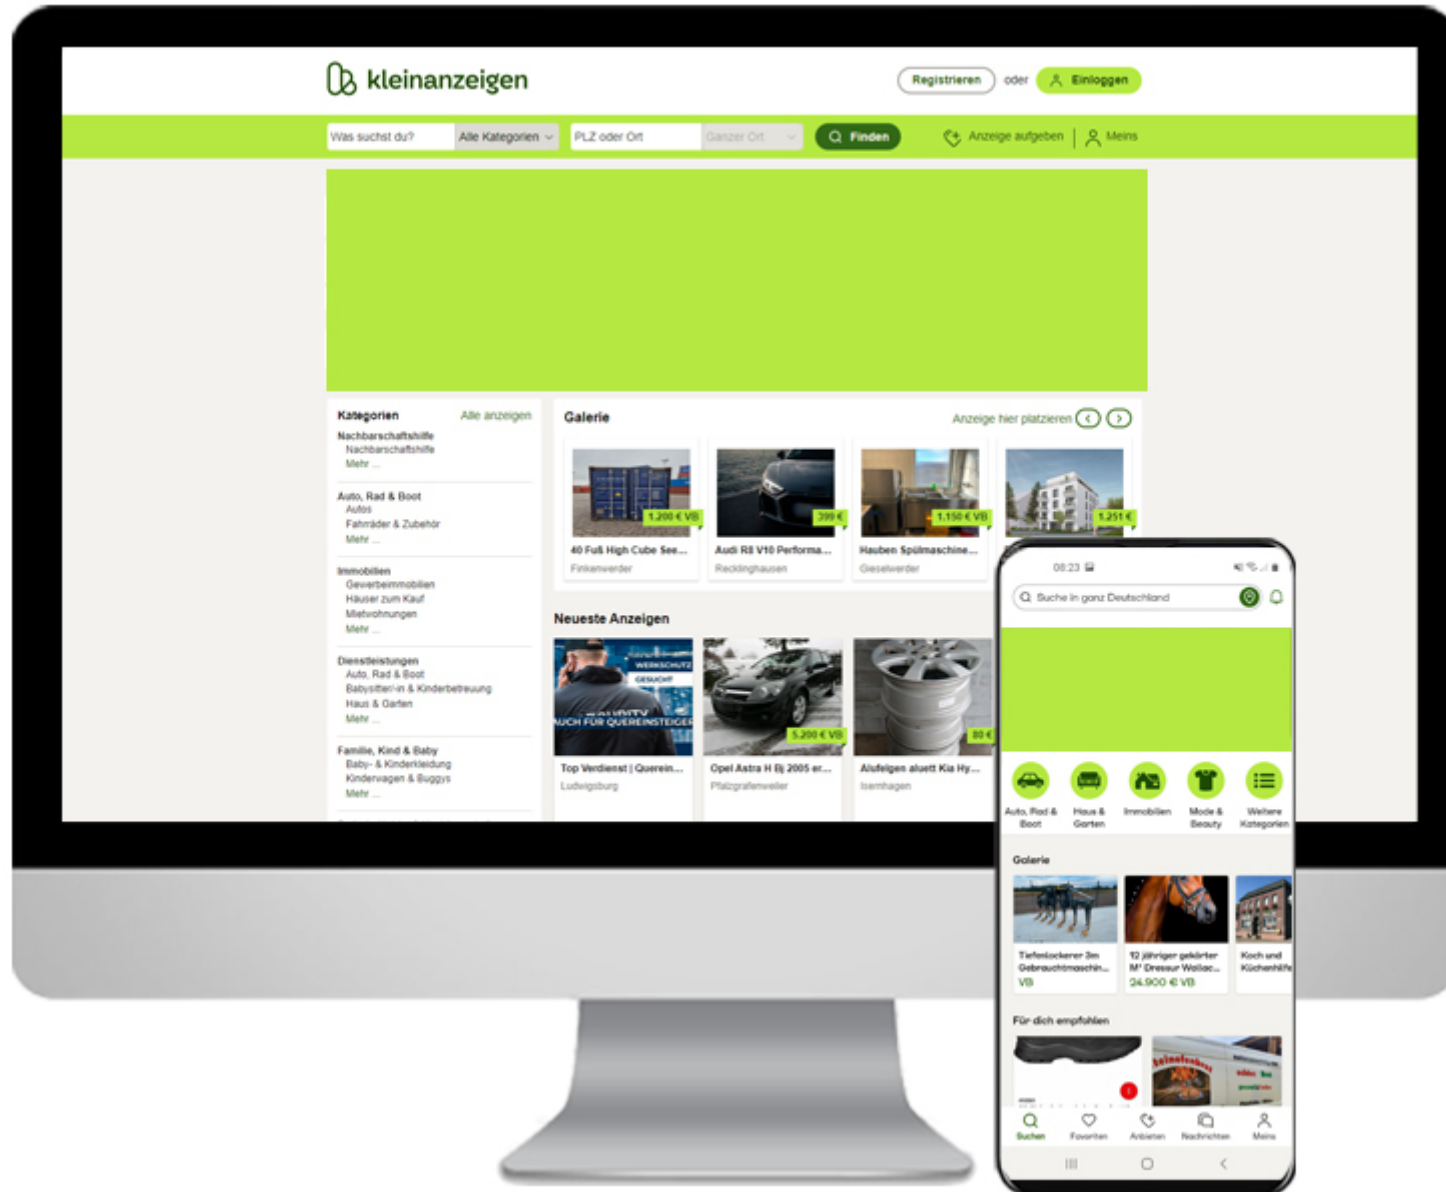 kleinanzeigen
Registrieren oder Einloggen
Was suchst du? Alle Kategorien PLZ oder Ort Ganzer Ort Finden Anzeige aufgeben Meins
Kategorien Alle anzeigen
Nachbarschaftshilfe
Nachbarschaftshilfe
Mehr ...
Auto, Rad & Boot
Autos
Fahrräder & Zubehör
Mehr ...
Immobilien
Gewerbeimmobilien
Häuser zum Kauf
Mietwohnungen
Mehr ...
Dienstleistungen
Auto, Rad & Boot
Babysitter/-in & Kinderbetreuung
Haus & Garten
Mehr ...
Familie, Kind & Baby
Baby- & Kinderkleidung
Kinderwagen & Buggys
Mehr ...
Galerie Anzeige hier platzieren
1.200 € VB 399 € 1.150 € VB 1.251 €
40 Fuß High Cube See... Audi R8 V10 Performa... Hauben Spülmaschine...
Finkenwerder Recklinghausen Gieselwerder
Neueste Anzeigen
WERKSCHUTZ
GESUCHT
AUCH FÜR QUEREINSTEIGER
5.200 € VB 80 €
Top Verdienst | Querein... Opel Astra H Bj 2005 er... Alufelgen aluett Kia Hy...
Ludwigsburg Pfalzgrafenweiler Isernhagen
08:23
Suche in ganz Deutschland
Auto, Rad &
Boot
Haus &
Garten
Immobilien
Mode &
Beauty
Weitere
Kategorien
Galerie
Tiefenlockerer 3m
Gebrauchtmaschin...
VB
12 jähriger gekörter
M* Dressur Wallac...
24.900 € VB
Koch und
Küchenhilfe
Für dich empfohlen
Suchen Favoriten Anbieten Nachrichten Meins